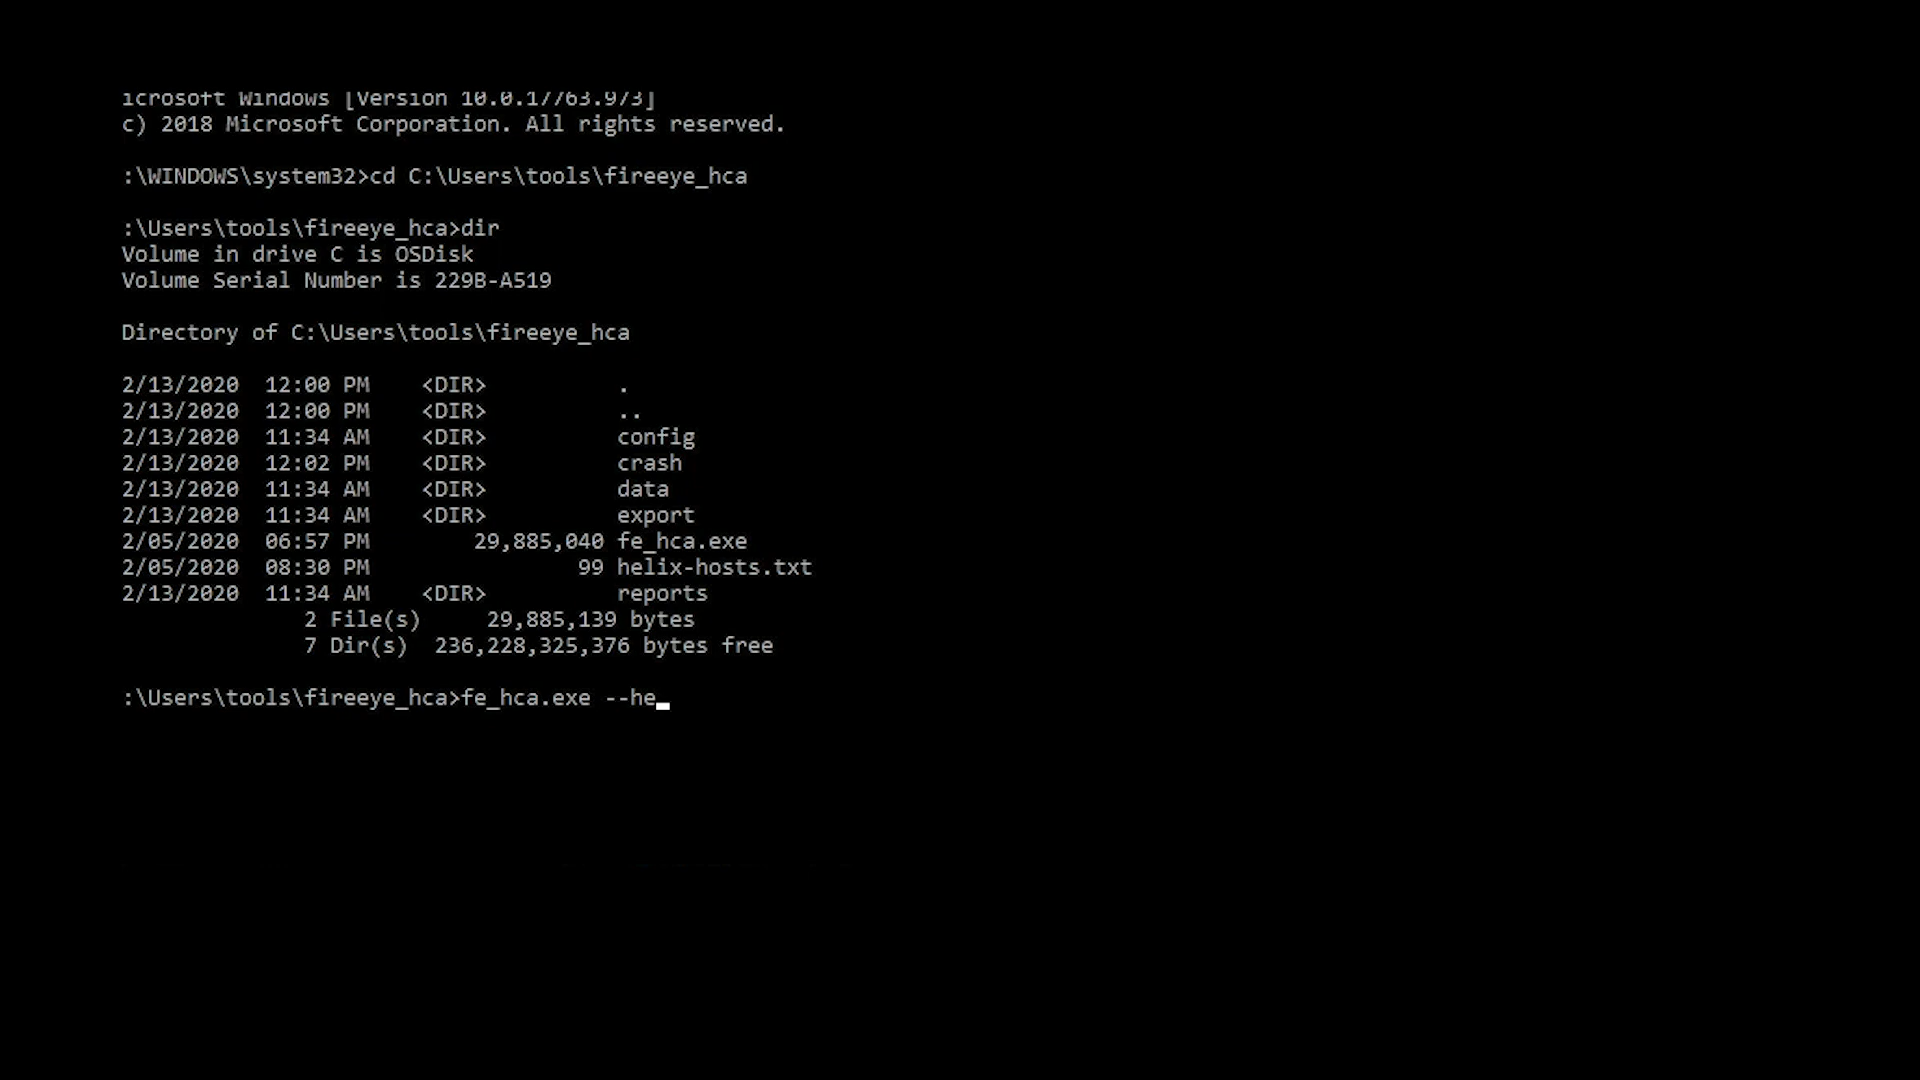 icrosoft Windows [Version 10.0.17763.973]
c) 2018 Microsoft Corporation. All rights reserved.
:\WINDOWS\system32>cd C:\Users\tools\fireeye_hca
:\Users\tools\fireeye_hca>dir
Volume in drive C is OSDisk
Volume Serial Number is 229B-A519
Directory of C:\Users\tools\fireeye_hca
2/13/2020  12:00 PM    <DIR>          .
2/13/2020  12:00 PM    <DIR>          ..
2/13/2020  11:34 AM    <DIR>          config
2/13/2020  12:02 PM    <DIR>          crash
2/13/2020  11:34 AM    <DIR>          data
2/13/2020  11:34 AM    <DIR>          export
2/05/2020  06:57 PM        29,885,040 fe_hca.exe
2/05/2020  08:30 PM                99 helix-hosts.txt
2/13/2020  11:34 AM    <DIR>          reports
2 File(s)     29,885,139 bytes
7 Dir(s)  236,228,325,376 bytes free
:\Users\tools\fireeye_hca>fe_hca.exe --he